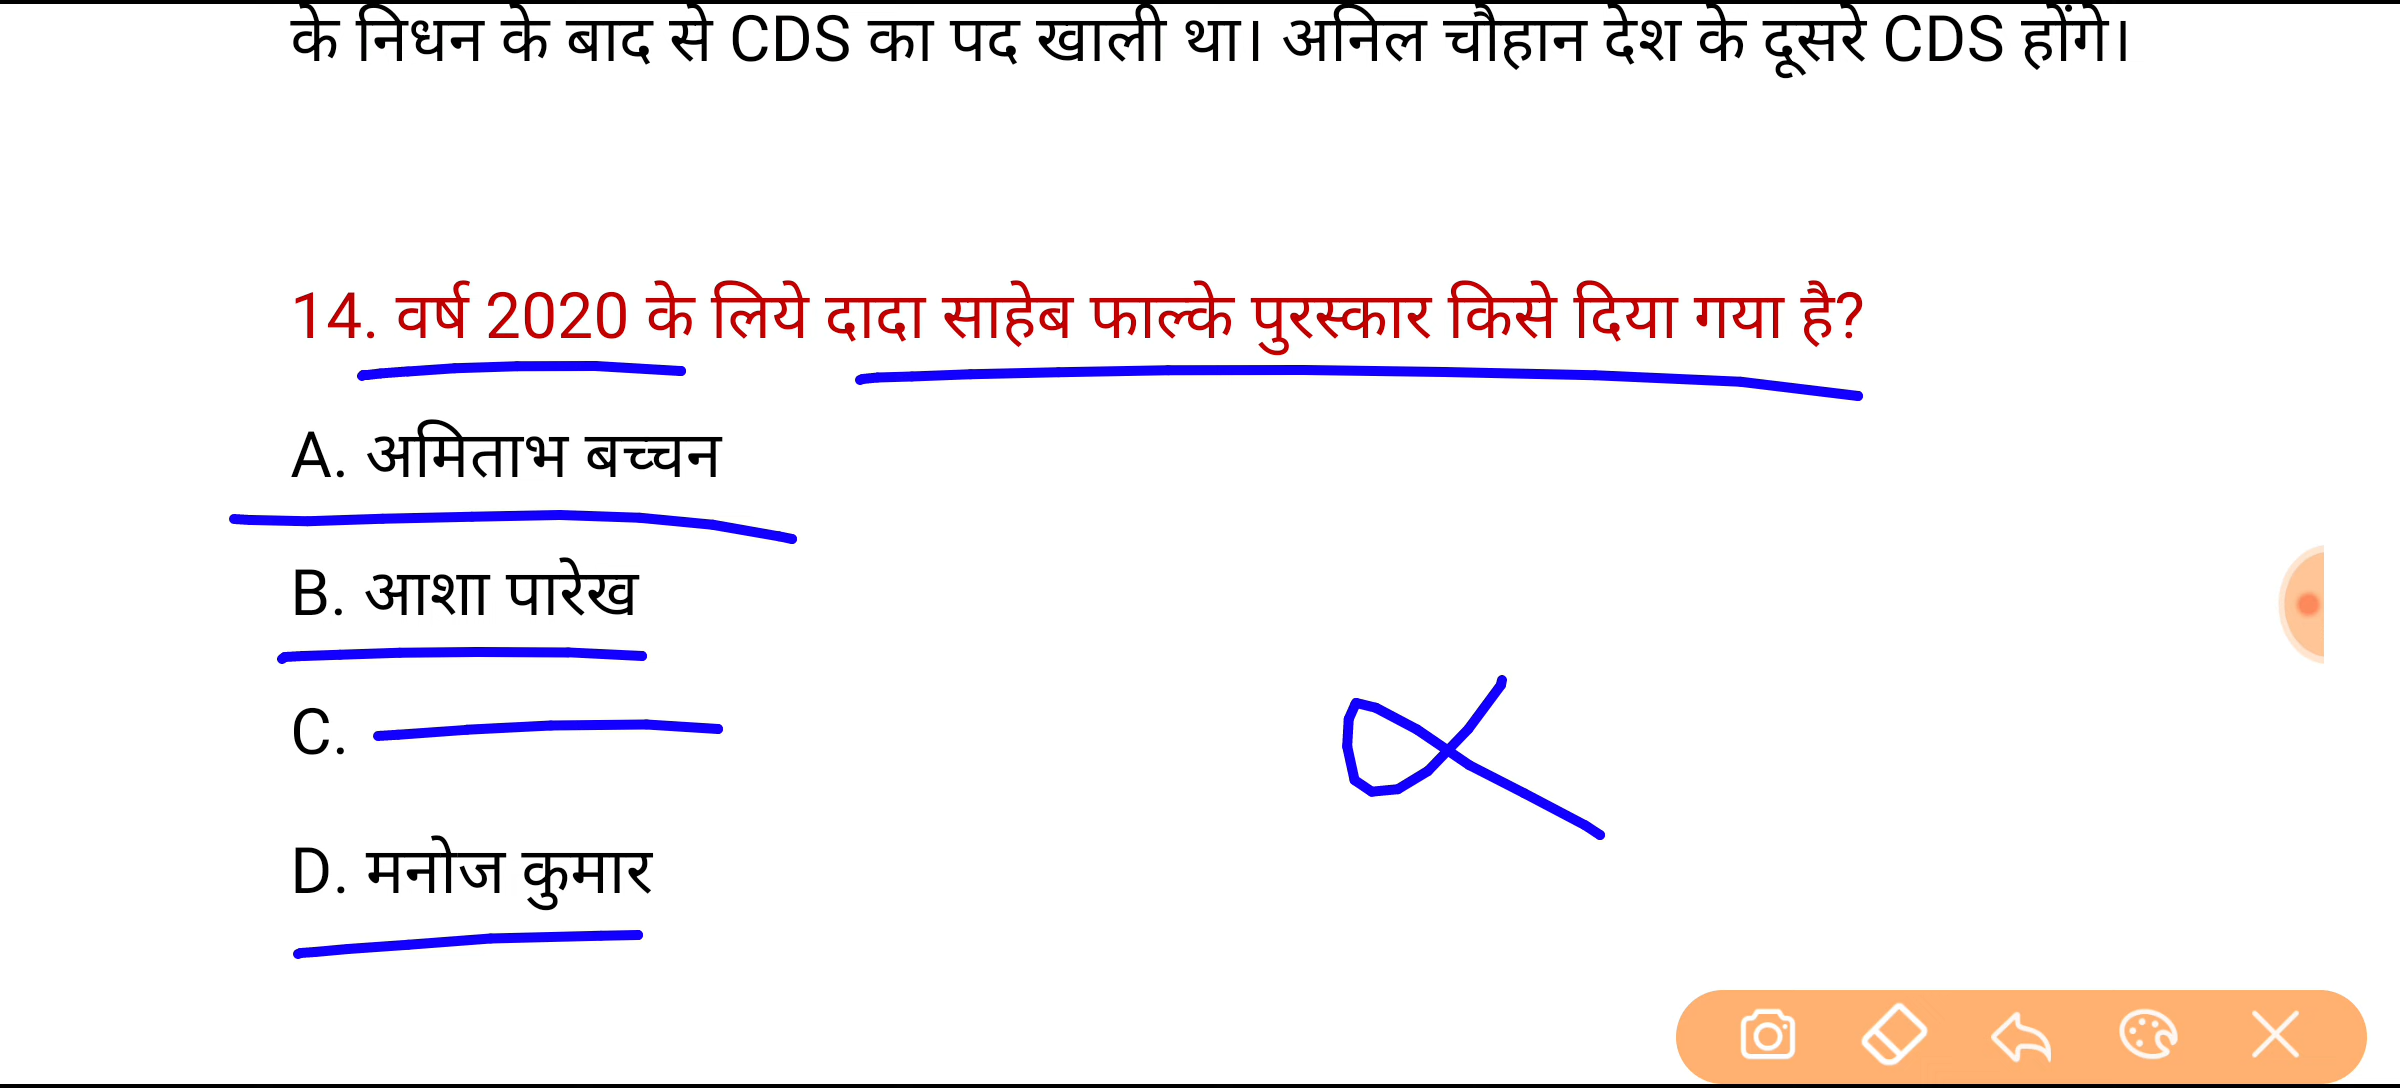 के निधन के बाद से CDS का पद खाली था। अनिल चौहान देश के दूसरे CDS होंगे।
14. वर्ष 2020 के लिये दादा साहेब फाल्के पुरस्कार किसे दिया गया है?
A. अमिताभ बच्चन
B. आशा पारेख
C.
D. मनोज कुमार